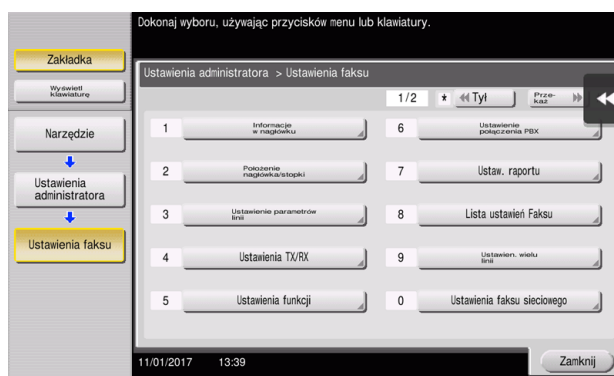 Dokonaj wyboru, używając przycisków menu lub klawiatury.
Zakładka
Wyświetl
klawiaturę
Narzędzie
Ustawienia
administratora
Ustawienia faksu
Ustawienia administratora > Ustawienia faksu
1/2 * Tył Prze-
każ
1 Informacje
w nagłówku
6 Ustawienie
połączenia PBX
2 Położenie
nagłówka/stopki
7 Ustaw. raportu
3 Ustawienie parametrów
linii
8 Lista ustawień Faksu
4 Ustawienia TX/RX
9 Ustawien. wielu
linii
5 Ustawienia funkcji
0 Ustawienia faksu sieciowego
11/01/2017 13:39
Zamknij